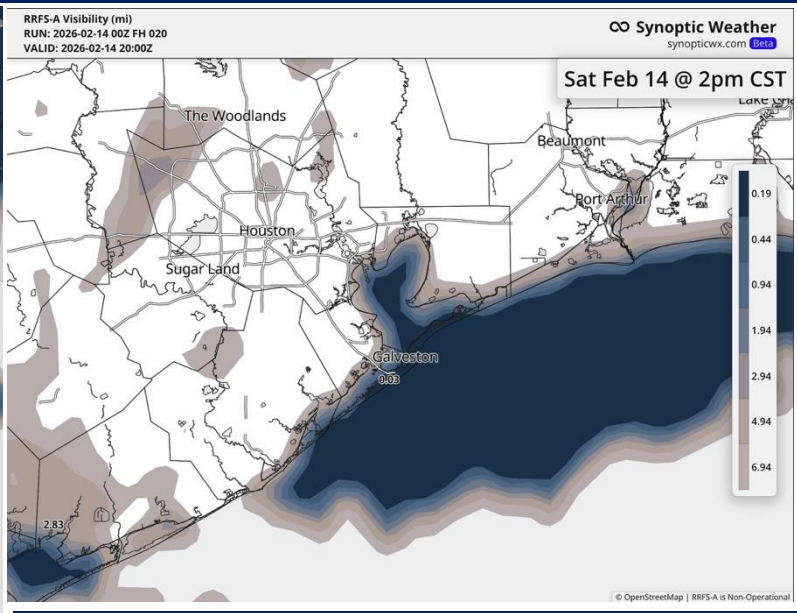 RRFS-A Visibility (mi)
RUN: 2026-02-14 00Z FH 020
VALID: 2026-02-14 20:00Z
Synoptic Weather
synopticwx.com Beta
Sat Feb 14 @ 2pm CST
The Woodlands
Beaumont
Port Arthur
Houston
Sugar Land
Galveston
0.03
2.83
0.19
0.44
0.94
1.94
2.94
4.94
6.94
© OpenStreetMap | RRFS-A is Non-Operational